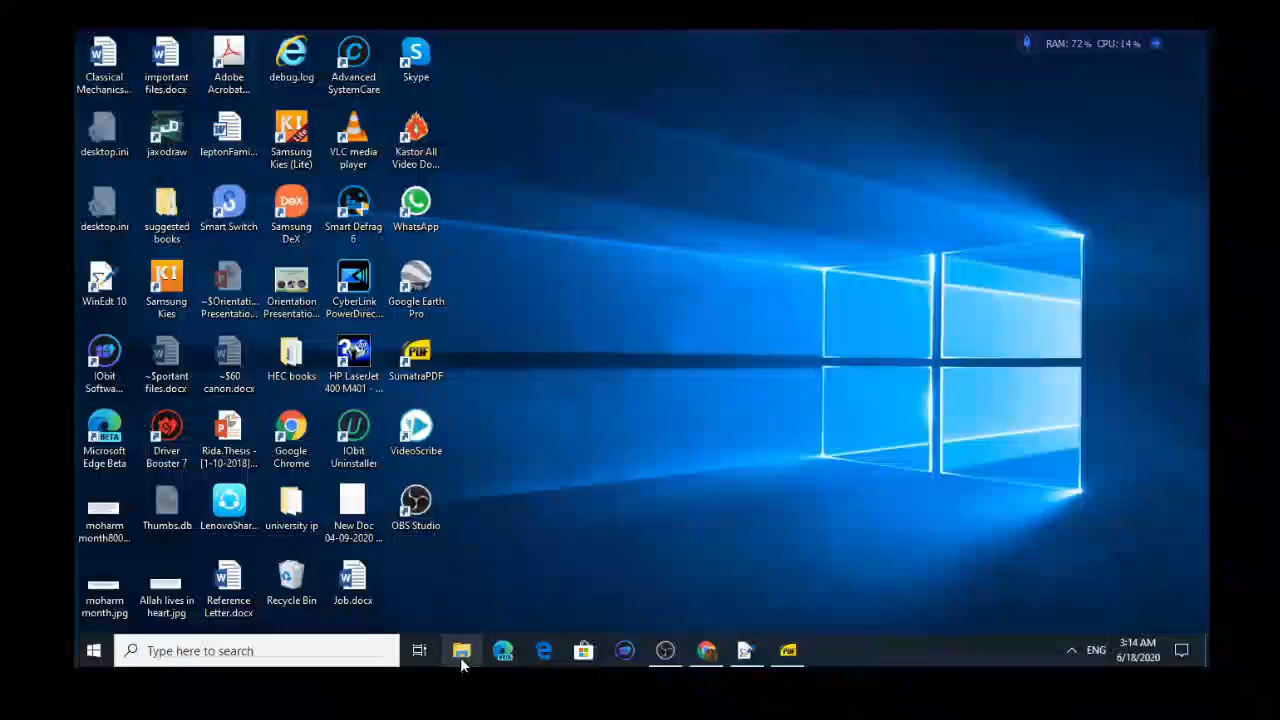 RAM: 72% CPU: 14%
Classical
Mechanics...
important
files.docx
Adobe
Acrobat...
debug.log
Advanced
SystemCare
Skype
desktop.ini
jaxodraw
leptonFami...
Samsung
Kies (Lite)
VLC media
player
Kastor All
Video Do...
desktop.ini
suggested
books
Smart Switch
Samsung
DeX
Smart Defrag
6
WhatsApp
WinEdt 10
Samsung
Kies
~$Orientati...
Presentatio...
Orientation
Presentatio...
CyberLink
PowerDirec...
Google Earth
Pro
IObit
Softwa...
~$portant
files.docx
~$60
canon.docx
HEC books
HP LaserJet
400 M401 - ...
SumatraPDF
Microsoft
Edge Beta
Driver
Booster 7
Rida.Thesis -
[1-10-2018]...
Google
Chrome
IObit
Uninstaller
VideoScribe
moharm
month800...
Thumbs.db
LenovoShar...
university ip
New Doc
04-09-2020 ...
OBS Studio
moharm
month.jpg
Allah lives in
heart.jpg
Reference
Letter.docx
Recycle Bin
Job.docx
Type here to search
ENG
3:14 AM
6/18/2020